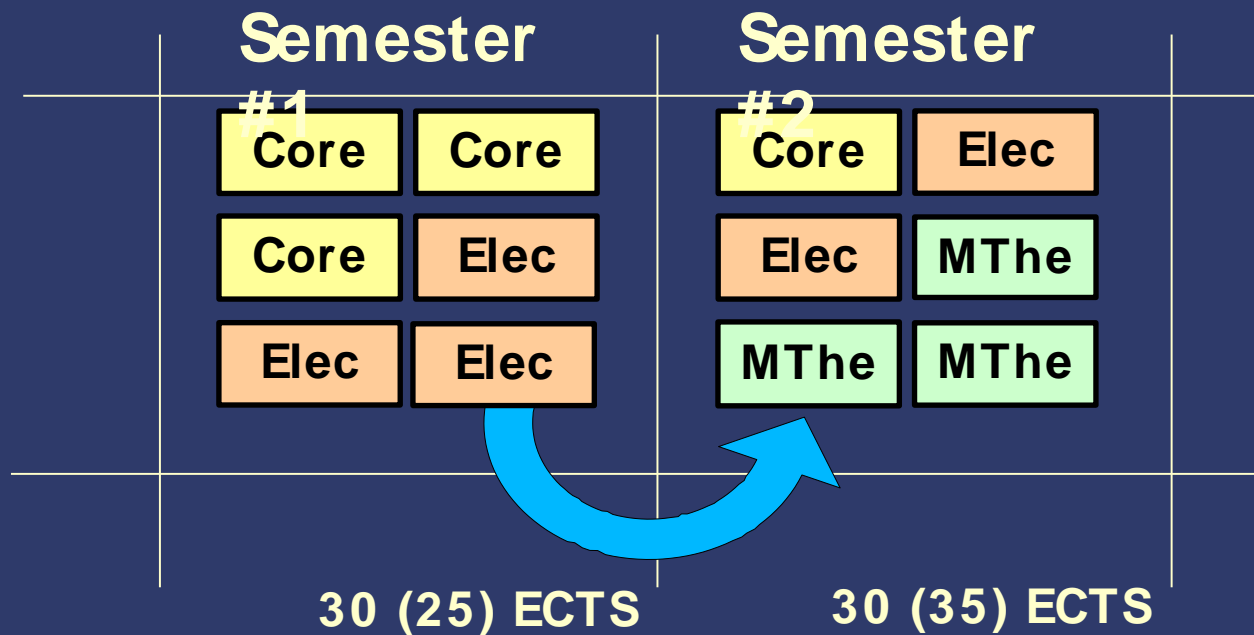 Semester Semester
#1 #2
Core Core Core Elec
Core Elec Elec MThe
Elec Elec MThe MThe
30 (25) ECTS 30 (35) ECTS